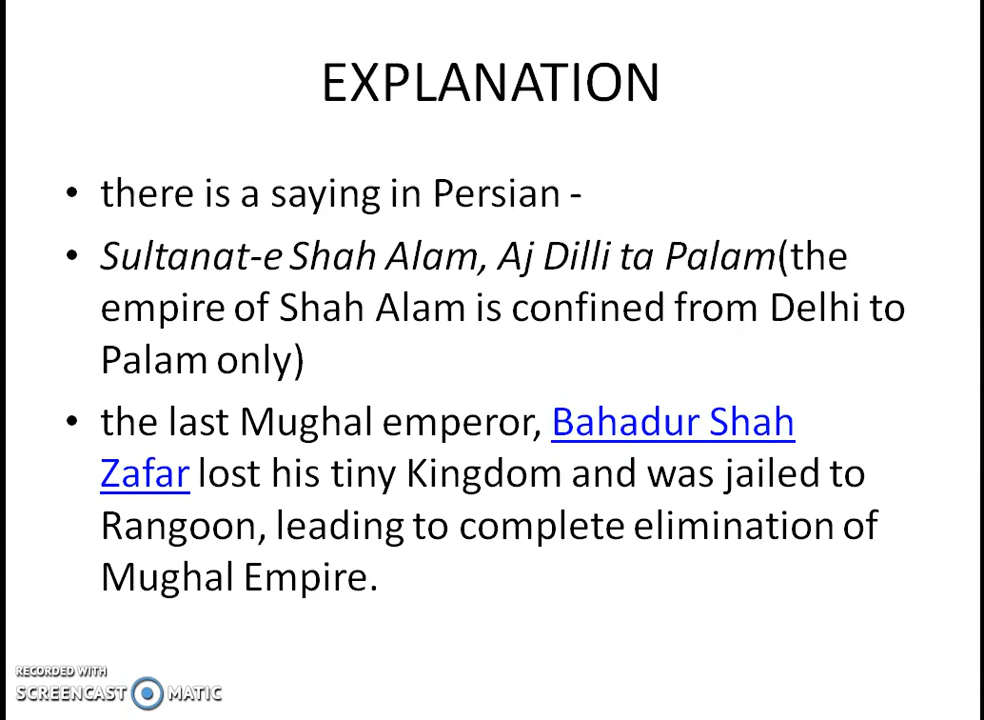 EXPLANATION
• there is a saying in Persian -
• Sultanat-e Shah Alam, Aj Dilli ta Palam(the
empire of Shah Alam is confined from Delhi to
Palam only)
• the last Mughal emperor, Bahadur Shah
Zafar lost his tiny Kingdom and was jailed to
Rangoon, leading to complete elimination of
Mughal Empire.
RECORDED WITH
SCREENCAST MATIC